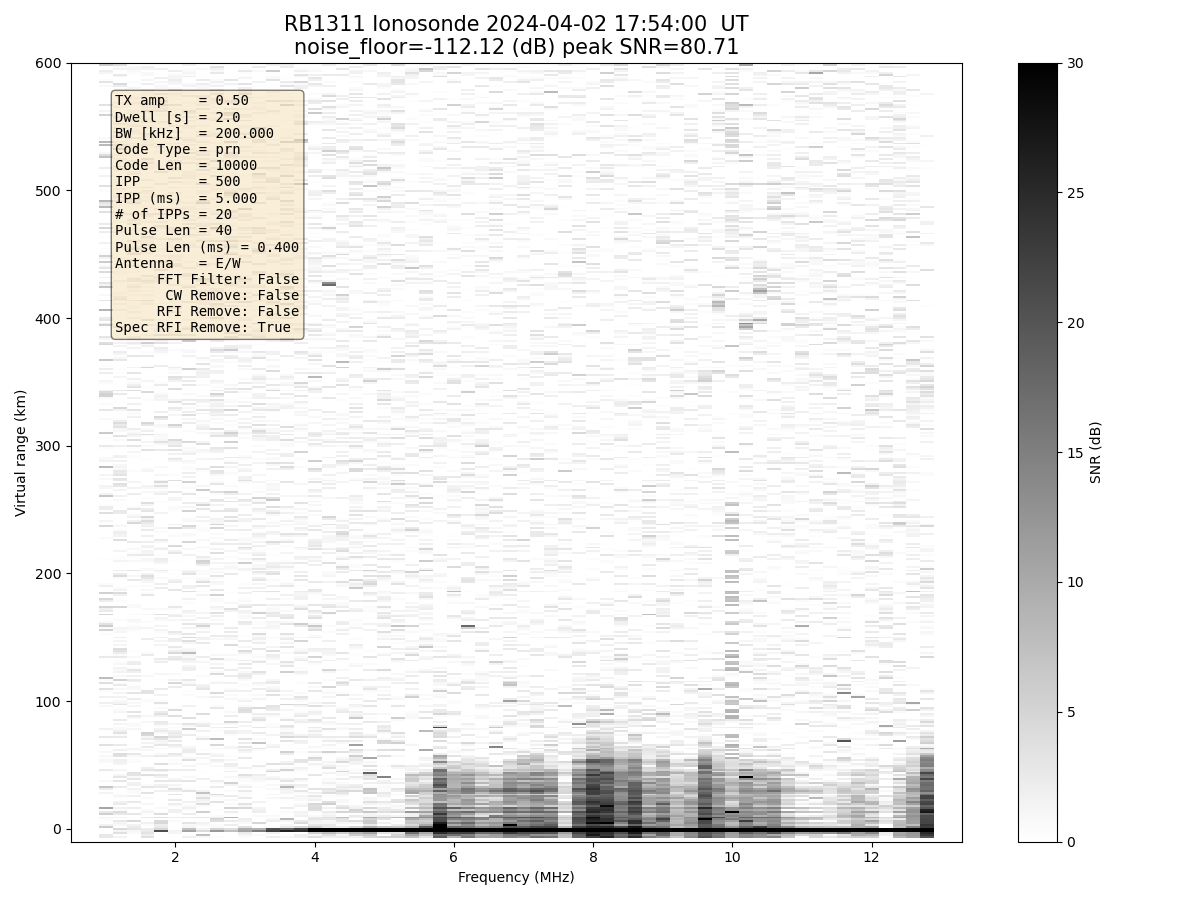 RB1311 Ionosonde 2024-04-02 17:54:00 UT
noise_floor=-112.12 (dB) peak SNR=80.71
600
500
400
300
200
100
0
Virtual range (km)
TX amp = 0.50
Dwell [s] = 2.0
BW [kHz] = 200.000
Code Type = prn
Code Len = 10000
IPP = 500
IPP (ms) = 5.000
# of IPPs = 20
Pulse Len = 40
Pulse Len (ms) = 0.400
Antenna = E/W
FFT Filter: False
CW Remove: False
RFI Remove: False
Spec RFI Remove: True
2 4 6 8 10 12
Frequency (MHz)
30
25
20
15
10
5
0
SNR (dB)